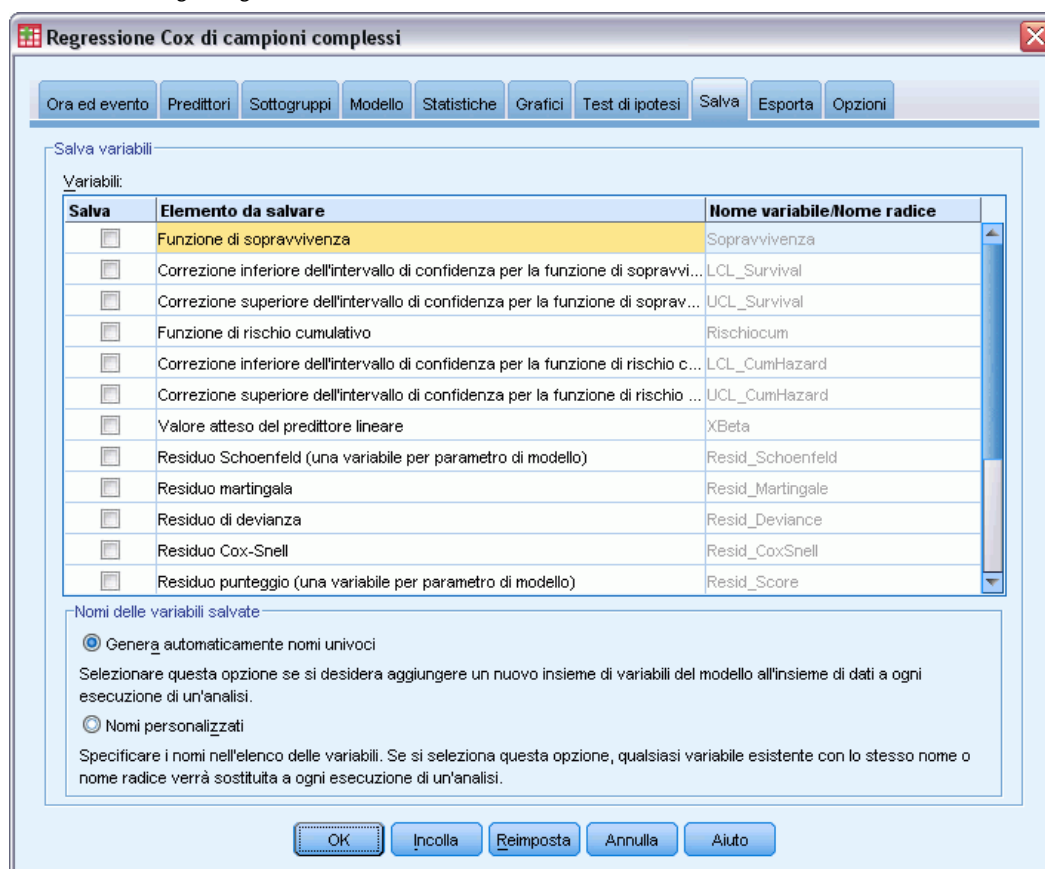 Regressione Cox di campioni complessi
Ora ed evento Predittori Sottogruppi Modello Statistiche Grafici Test di ipotesi Salva Esporta Opzioni
Salva variabili
Variabili:
Salva Elemento da salvare Nome variabile/Nome radice
Funzione di sopravvivenza Sopravvivenza
Correzione inferiore dell'intervallo di confidenza per la funzione di sopravvi... LCL_Survival
Correzione superiore dell'intervallo di confidenza per la funzione di soprav... UCL_Survival
Funzione di rischio cumulativo Rischiocum
Correzione inferiore dell'intervallo di confidenza per la funzione di rischio c... LCL_CumHazard
Correzione superiore dell'intervallo di confidenza per la funzione di rischio ... UCL_CumHazard
Valore atteso del predittore lineare XBeta
Residuo Schoenfeld (una variabile per parametro di modello) Resid_Schoenfeld
Residuo martingala Resid_Martingale
Residuo di devianza Resid_Deviance
Residuo Cox-Snell Resid_CoxSnell
Residuo punteggio (una variabile per parametro di modello) Resid_Score
Nomi delle variabili salvate
Genera automaticamente nomi univoci
Selezionare questa opzione se si desidera aggiungere un nuovo insieme di variabili del modello all'insieme di dati a ogni
esecuzione di un'analisi.
Nomi personalizzati
Specificare i nomi nell'elenco delle variabili. Se si seleziona questa opzione, qualsiasi variabile esistente con lo stesso nome o
nome radice verrà sostituita a ogni esecuzione di un'analisi.
OK Incolla Reimposta Annulla Aiuto